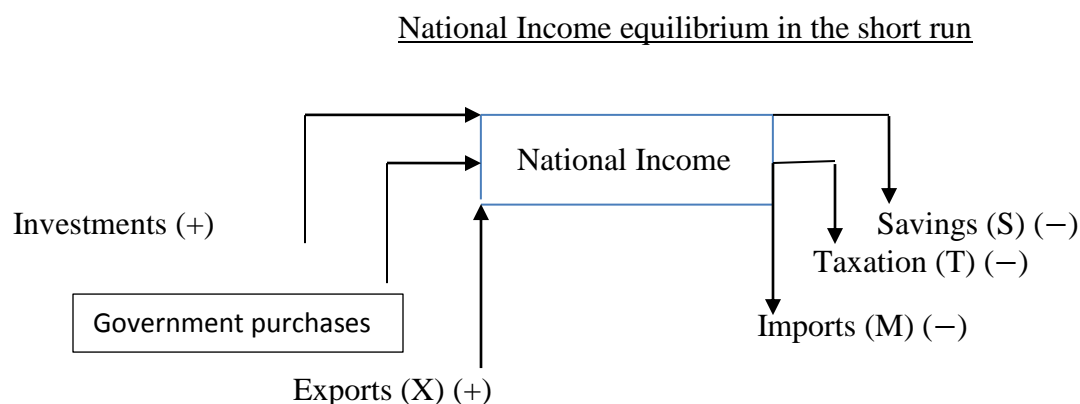 National Income equilibrium in the short run
National Income
Investments (+)
Savings (S) (−)
Taxation (T) (−)
Government purchases
Imports (M) (−)
Exports (X) (+)